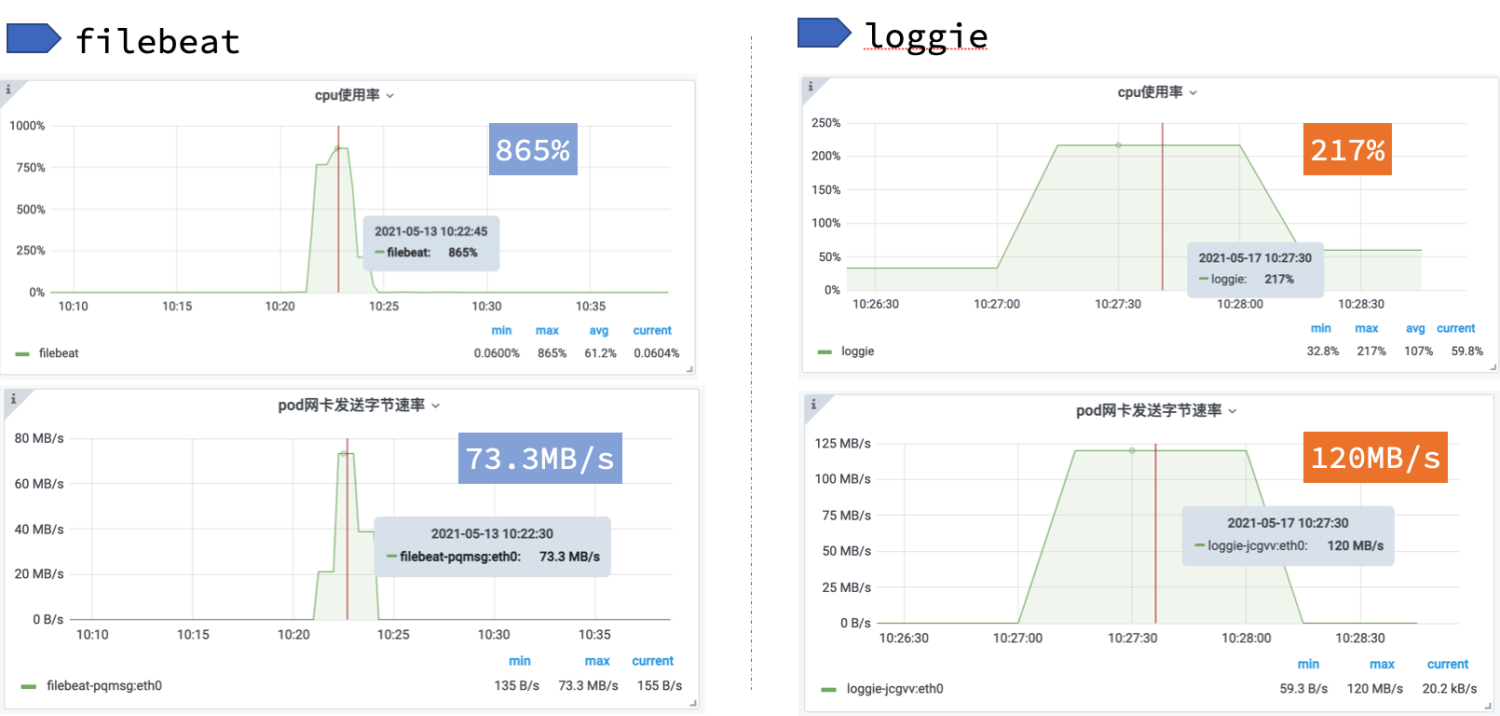 filebeat
cpu使用率
1000%
750%
500%
250%
0%
865%
2021-05-13 10:22:45
filebeat: 865%
10:10 10:15 10:20 10:25 10:30 10:35
min max avg current
filebeat 0.0600% 865% 61.2% 0.0604%
pod网卡发送字节速率
80 MB/s
60 MB/s
40 MB/s
20 MB/s
0 B/s
73.3MB/s
2021-05-13 10:22:30
filebeat-pqmsg:eth0: 73.3 MB/s
10:10 10:15 10:20 10:25 10:30 10:35
min max current
filebeat-pqmsg:eth0 135 B/s 73.3 MB/s 155 B/s
loggie
cpu使用率
250%
200%
150%
100%
50%
0%
217%
2021-05-17 10:27:30
loggie: 217%
10:26:30 10:27:00 10:27:30 10:28:00 10:28:30
min max avg current
loggie 32.8% 217% 107% 59.8%
pod网卡发送字节速率
125 MB/s
100 MB/s
75 MB/s
50 MB/s
25 MB/s
0 B/s
120MB/s
2021-05-17 10:27:30
loggie-jcgvv:eth0: 120 MB/s
10:26:30 10:27:00 10:27:30 10:28:00 10:28:30
min max current
loggie-jcgvv:eth0 59.3 B/s 120 MB/s 20.2 kB/s